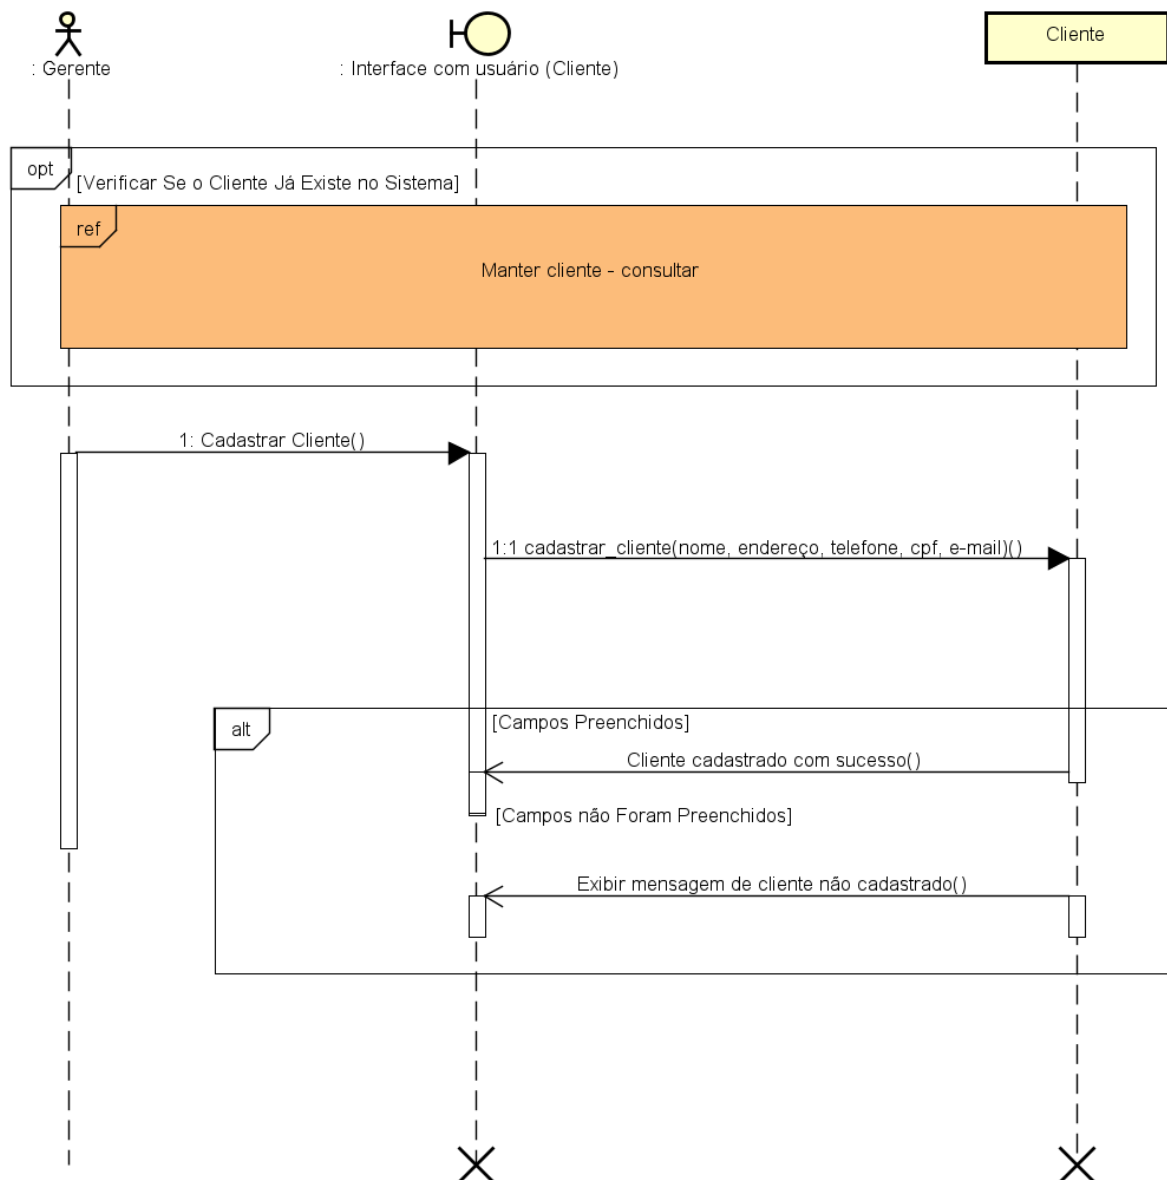 : Gerente
: Interface com usuário (Cliente)
Cliente
opt
[Verificar Se o Cliente Já Existe no Sistema]
ref
Manter cliente - consultar
1: Cadastrar Cliente()
1:1 cadastrar_cliente(nome, endereço, telefone, cpf, e-mail)()
alt
[Campos Preenchidos]
Cliente cadastrado com sucesso()
[Campos não Foram Preenchidos]
Exibir mensagem de cliente não cadastrado()